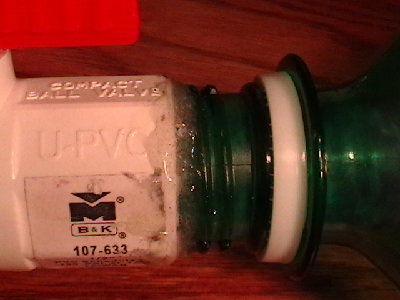 COMPACT
BALL VALVE
U-PVC
®
B&K®
107-633